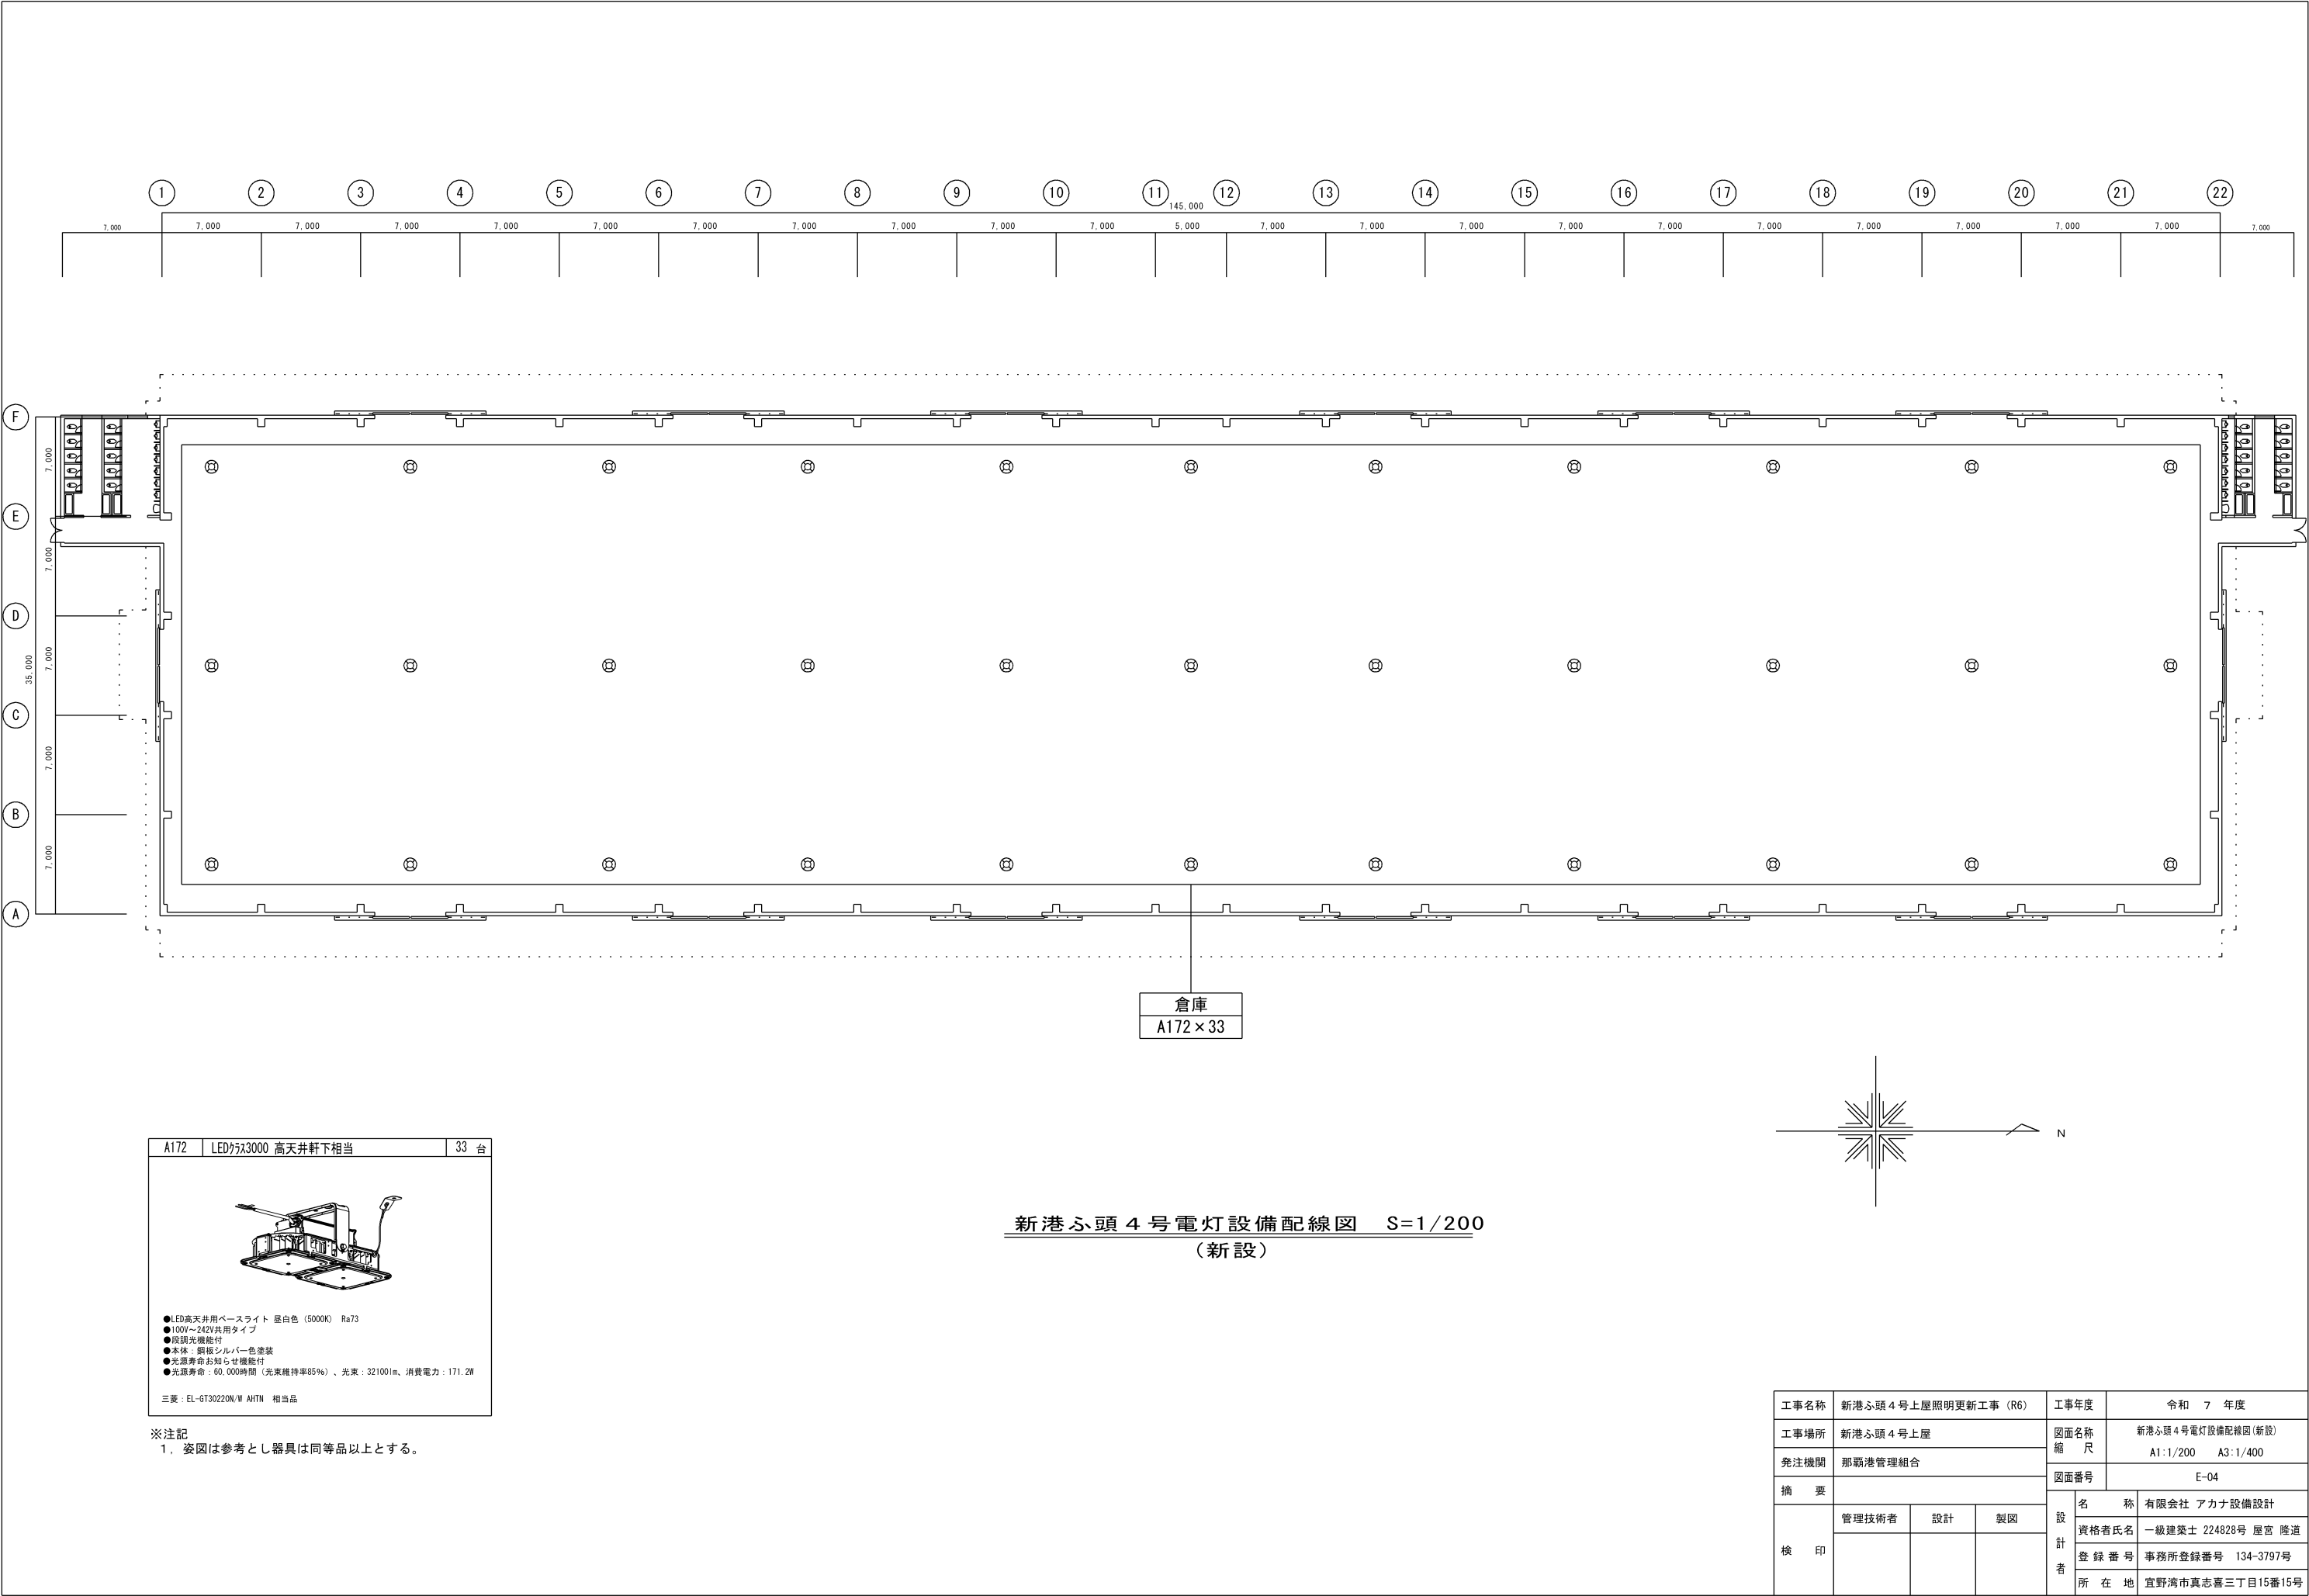 1 2 3 4 5 6 7 8 9 10 11 12 13 14 15 16 17 18 19 20 21 22
145,000
7,000 7,000 7,000 7,000 7,000 7,000 7,000 7,000 7,000 7,000 7,000 5,000 7,000 7,000 7,000 7,000 7,000 7,000 7,000 7,000 7,000 7,000 7,000
F
7,000
E
7,000
D
35,000
7,000
C
7,000
B
7,000
A
倉庫
A172×33
N
A172 LEDｸﾗｽ3000 高天井軒下相当 33 台
●LED高天井用ベースライト 昼白色（5000K） Ra73
●100V～242V共用タイプ
●段調光機能付
●本体：鋼板シルバー色塗装
●光源寿命お知らせ機能付
●光源寿命：60,000時間（光束維持率85%）、光束：32100lm、消費電力：171.2W
三菱：EL-GT30220N/W AHTN 相当品
※注記
1．姿図は参考とし器具は同等品以上とする。
新港ふ頭４号電灯設備配線図 S=1/200
（新設）
工事名称 新港ふ頭４号上屋照明更新工事（R6） 工事年度 令和 7 年度
工事場所 新港ふ頭４号上屋 図面名称 新港ふ頭４号電灯設備配線図(新設)
縮 尺 A1:1/200 A3:1/400
発注機関 那覇港管理組合 図面番号 E-04
摘 要
検 印 管理技術者 設計 製図
設計者 名 称 有限会社 アカナ設備設計
資格者氏名 一級建築士 224828号 屋宮 隆道
登録番号 事務所登録番号 134-3797号
所在地 宜野湾市真志喜三丁目15番15号